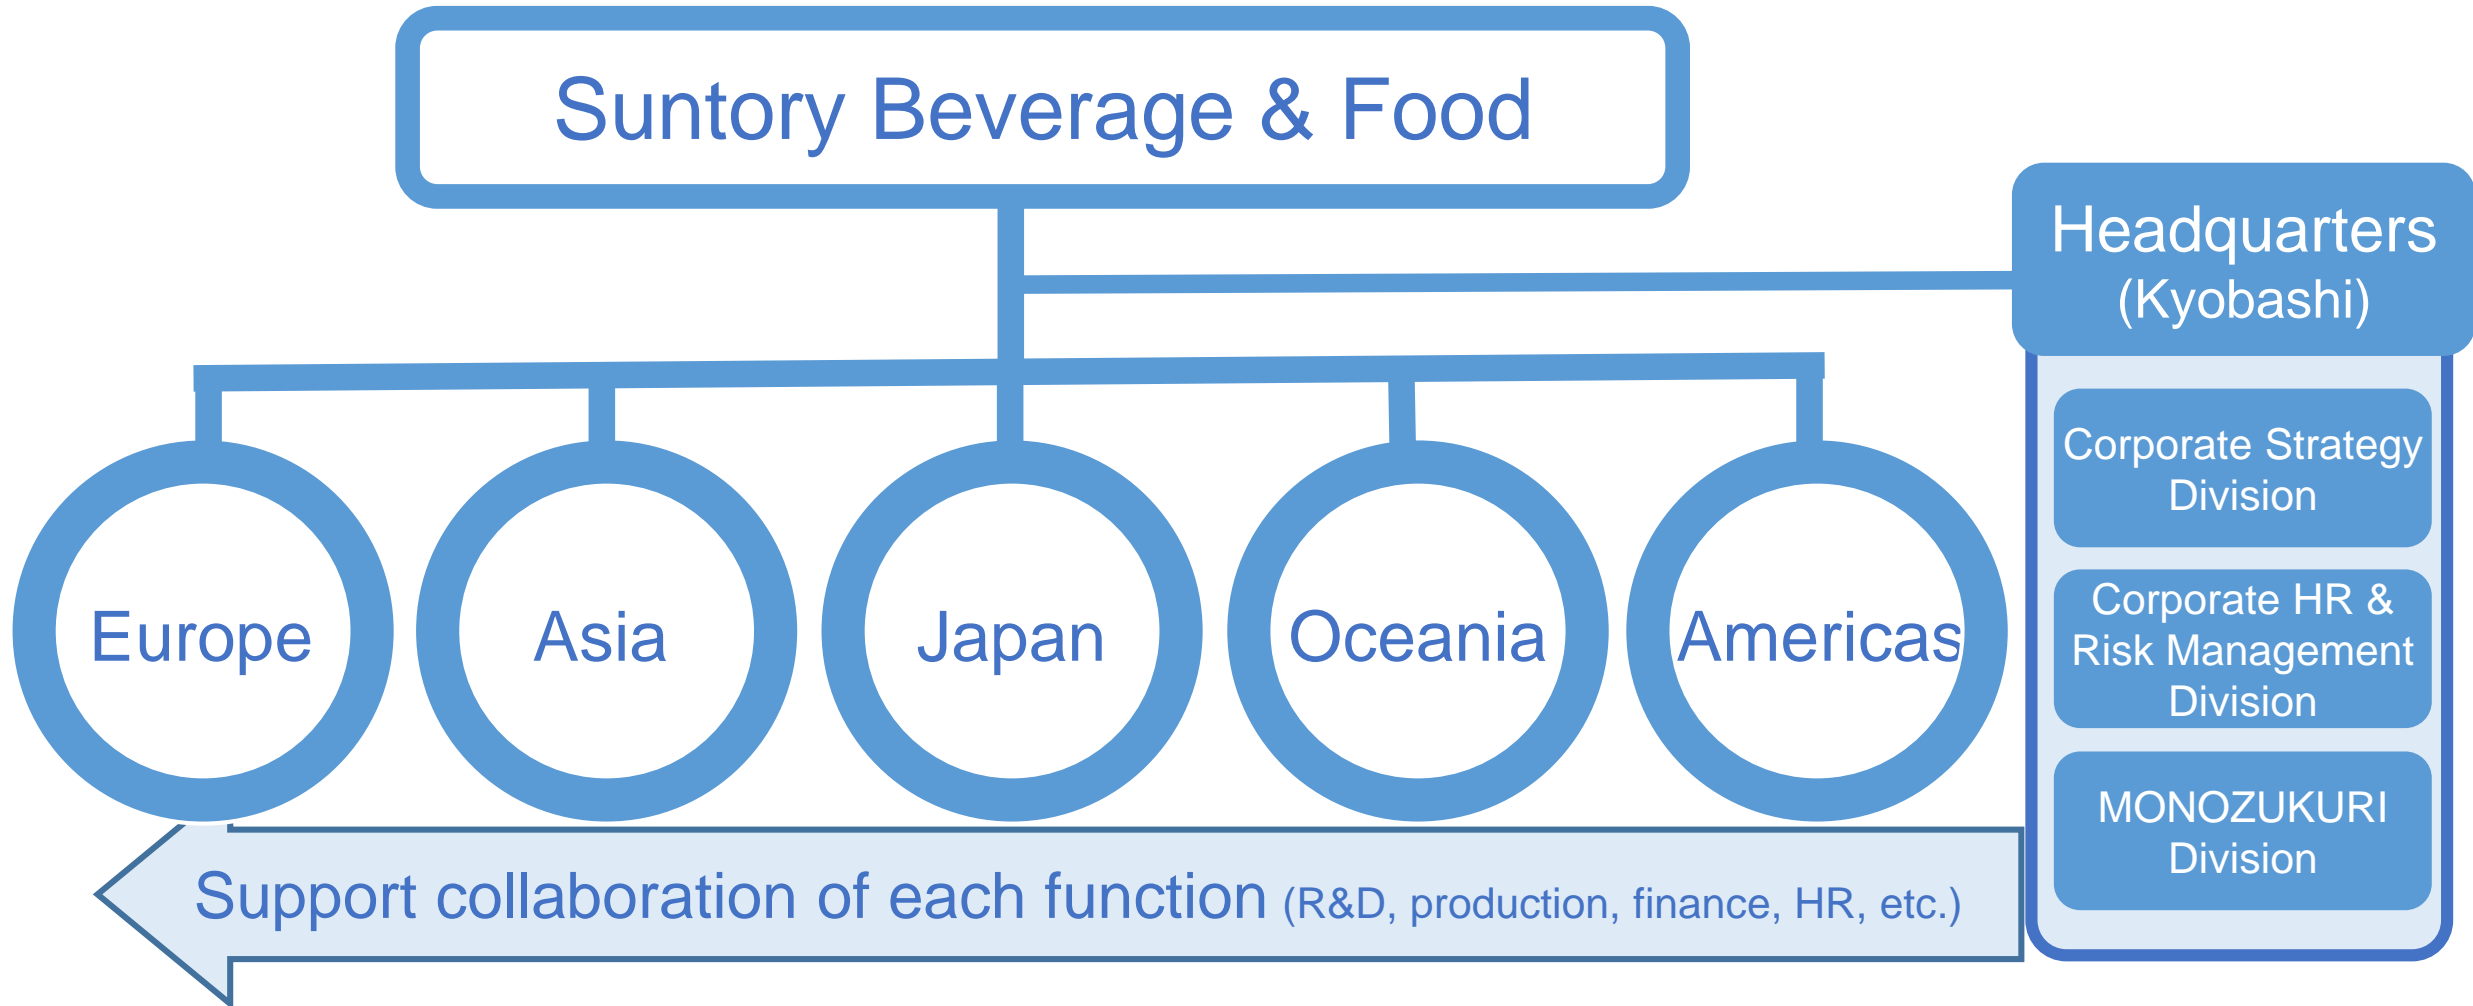 Suntory Beverage & Food
Headquarters
(Kyobashi)
Corporate Strategy
Division
Corporate HR &
Risk Management
Division
MONOZUKURI
Division
Europe
Asia
Japan
Oceania
Americas
Support collaboration of each function (R&D, production, finance, HR, etc.)